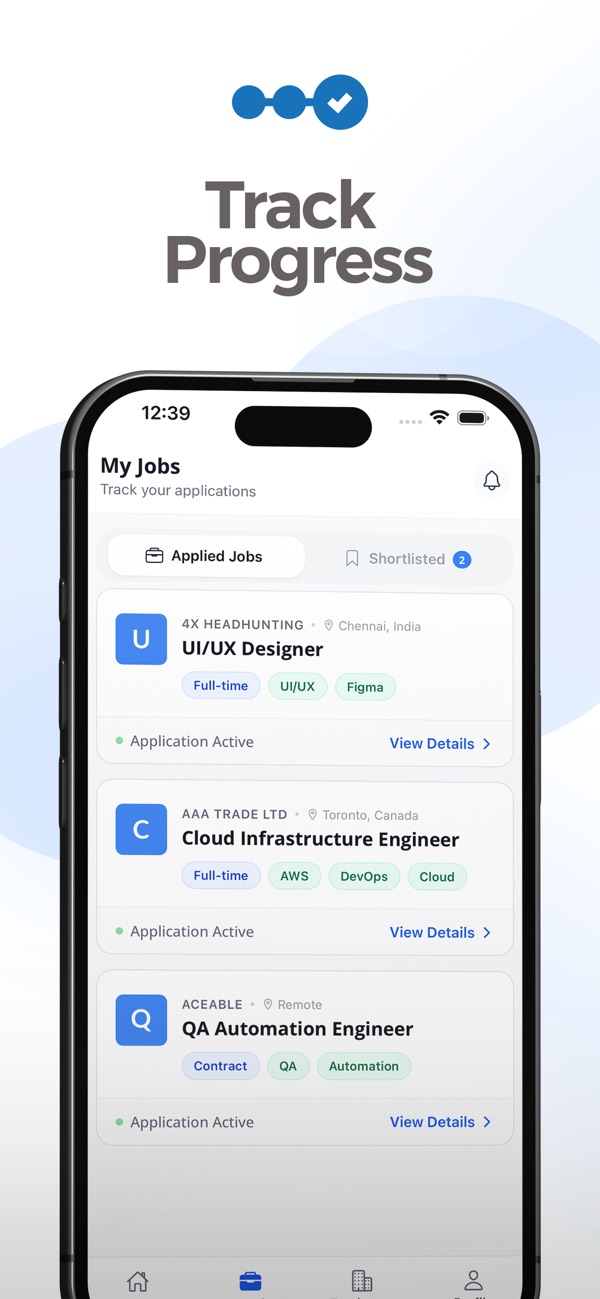 Track
Progress
12:39
My Jobs
Track your applications
Applied Jobs
Shortlisted 2
U
4X HEADHUNTING • Chennai, India
UI/UX Designer
Full-time UI/UX Figma
Application Active
View Details
C
AAA TRADE LTD • Toronto, Canada
Cloud Infrastructure Engineer
Full-time AWS DevOps Cloud
Application Active
View Details
Q
ACEABLE • Remote
QA Automation Engineer
Contract QA Automation
Application Active
View Details